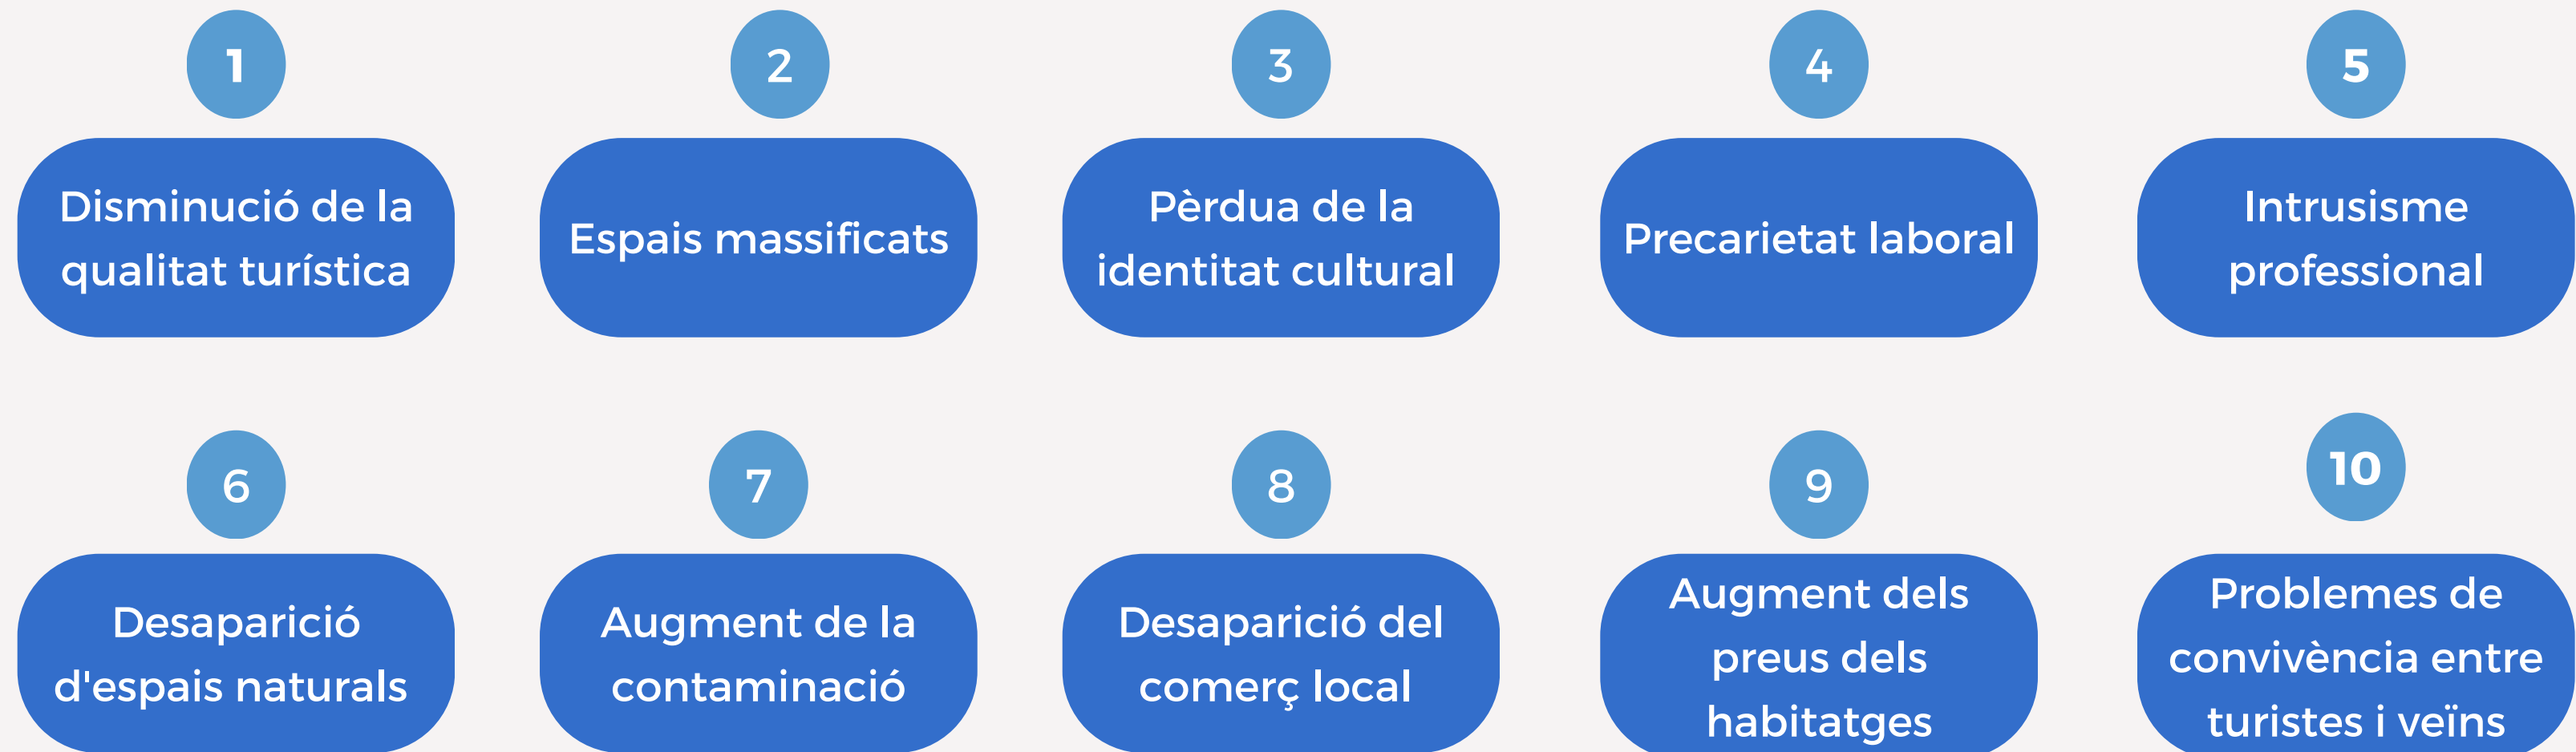 1
Disminució de la
qualitat turística
2
Espais massificats
3
Pèrdua de la
identitat cultural
4
Precarietat laboral
5
Intrusisme
professional
6
Desaparició
d'espais naturals
7
Augment de la
contaminació
8
Desaparició del
comerç local
9
Augment dels
preus dels
habitatges
10
Problemes de
convivència entre
turistes i veïns